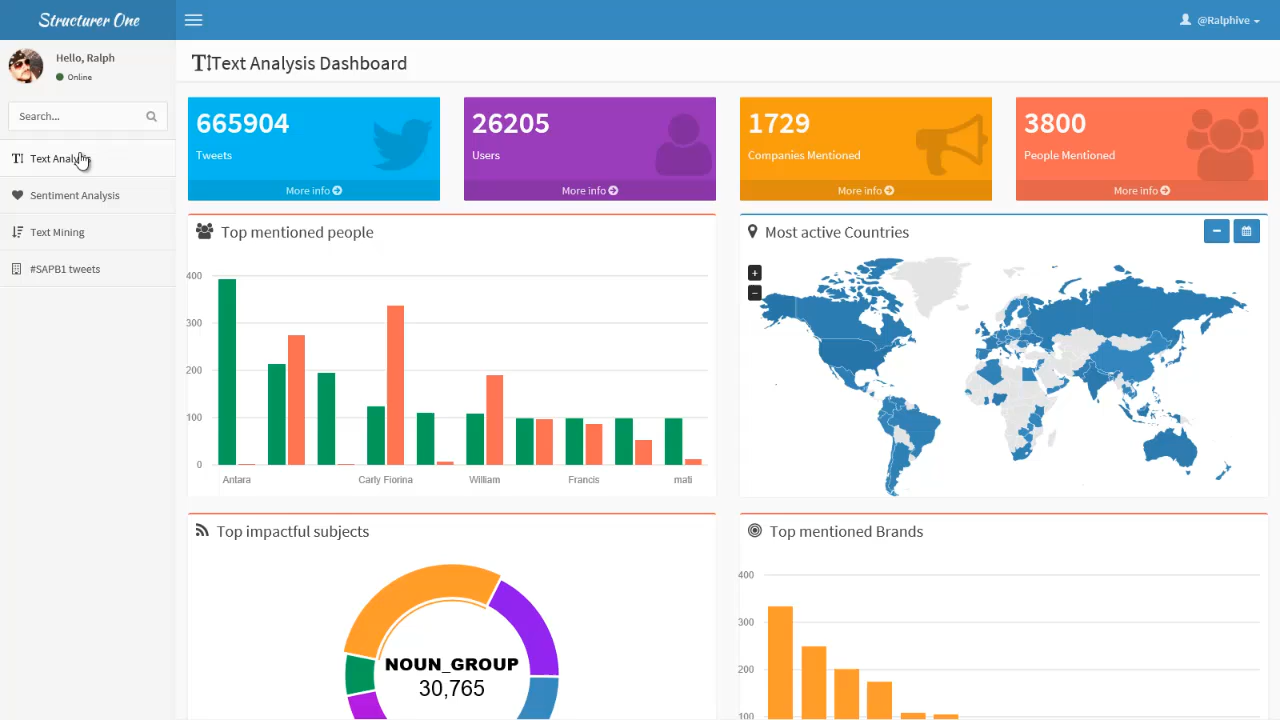 Structurer One
@Ralphive
Hello, Ralph
Online
Search...
Text Analysis
Sentiment Analysis
Text Mining
#SAPB1 tweets
Text Analysis Dashboard
665904
Tweets
More info
26205
Users
More info
1729
Companies Mentioned
More info
3800
People Mentioned
More info
Top mentioned people
400
300
200
100
0
Antara
Carly Fiorina
William
Francis
mati
Most active Countries
+
−
Top impactful subjects
NOUN_GROUP
30,765
Top mentioned Brands
400
300
200
100